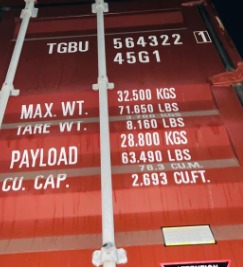 TGBU 564322 1
45G1
MAX. WT. 32.500 KGS
71.650 LBS
TARE WT. 3.700 KGS
8.160 LBS
PAYLOAD 28.800 KGS
63.490 LBS
CU. CAP. 76.3 CU.M.
2.693 CU.FT.